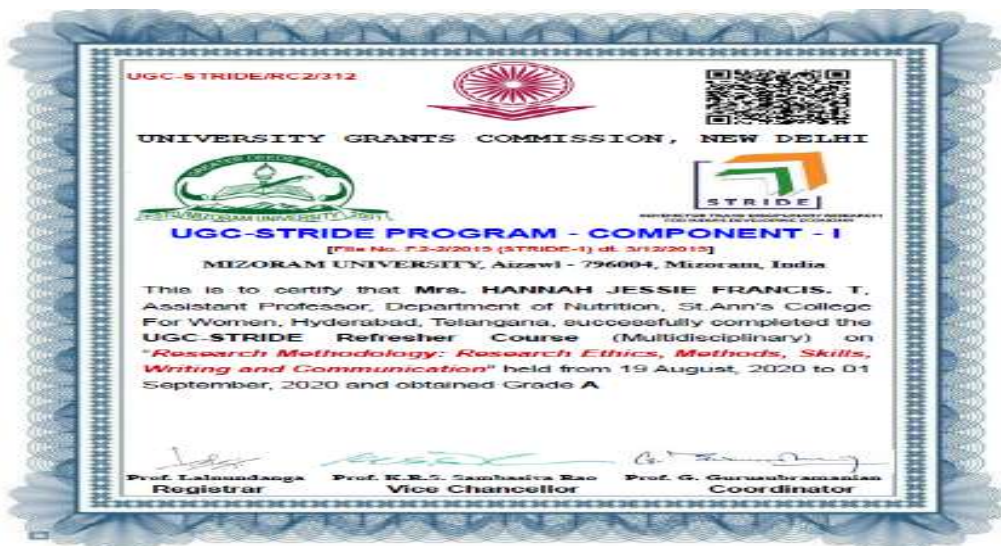 UGC-STRIDE/RC2/312
UNIVERSITY GRANTS COMMISSION, NEW DELHI
MIZORAM UNIVERSITY
STRIDE
UGC-STRIDE PROGRAM - COMPONENT - I
(STRIDE-1)
MIZORAM UNIVERSITY, Aizawl - 796004, Mizoram, India
This is to certify that Mrs. HANNAH JESSIE FRANCIS. T,
Assistant Professor, Department of Nutrition, St.Ann's College
For Women, Hyderabad, Telangana, successfully completed the
UGC-STRIDE Refresher Course (Multidisciplinary) on
"Research Methodology: Research Ethics, Methods, Skills,
Writing and Communication" held from 19 August, 2020 to 01
September, 2020 and obtained Grade A
Prof. Lalnundanga Prof. K.R.S. Sambasiva Rao Prof. G. Gurusubramanian
Registrar Vice Chancellor Coordinator